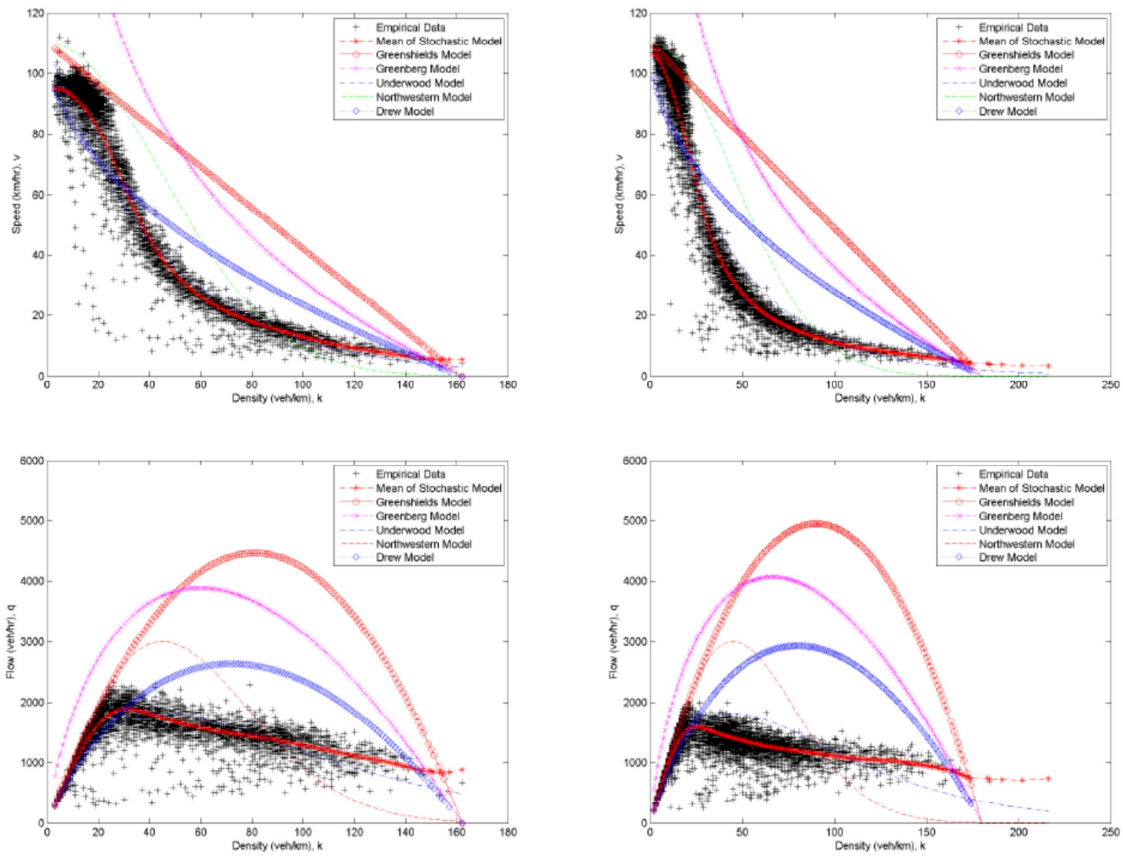 120
100
80
60
40
20
0
Speed (km/hr), v
0 20 40 60 80 100 120 140 160 180
Density (veh/km), k
Empirical Data
Mean of Stochastic Model
Greenshields Model
Greenberg Model
Underwood Model
Northwestern Model
Drew Model
120
100
80
60
40
20
0
Speed (km/hr), v
0 50 100 150 200 250
Density (veh/km), k
Empirical Data
Mean of Stochastic Model
Greenshields Model
Greenberg Model
Underwood Model
Northwestern Model
Drew Model
6000
5000
4000
3000
2000
1000
0
Flow (veh/hr), q
0 20 40 60 80 100 120 140 160 180
Density (veh/km), k
Empirical Data
Mean of Stochastic Model
Greenshields Model
Greenberg Model
Underwood Model
Northwestern Model
Drew Model
6000
5000
4000
3000
2000
1000
0
Flow (veh/hr), q
0 50 100 150 200 250
Density (veh/km), k
Empirical Data
Mean of Stochastic Model
Greenshields Model
Greenberg Model
Underwood Model
Northwestern Model
Drew Model